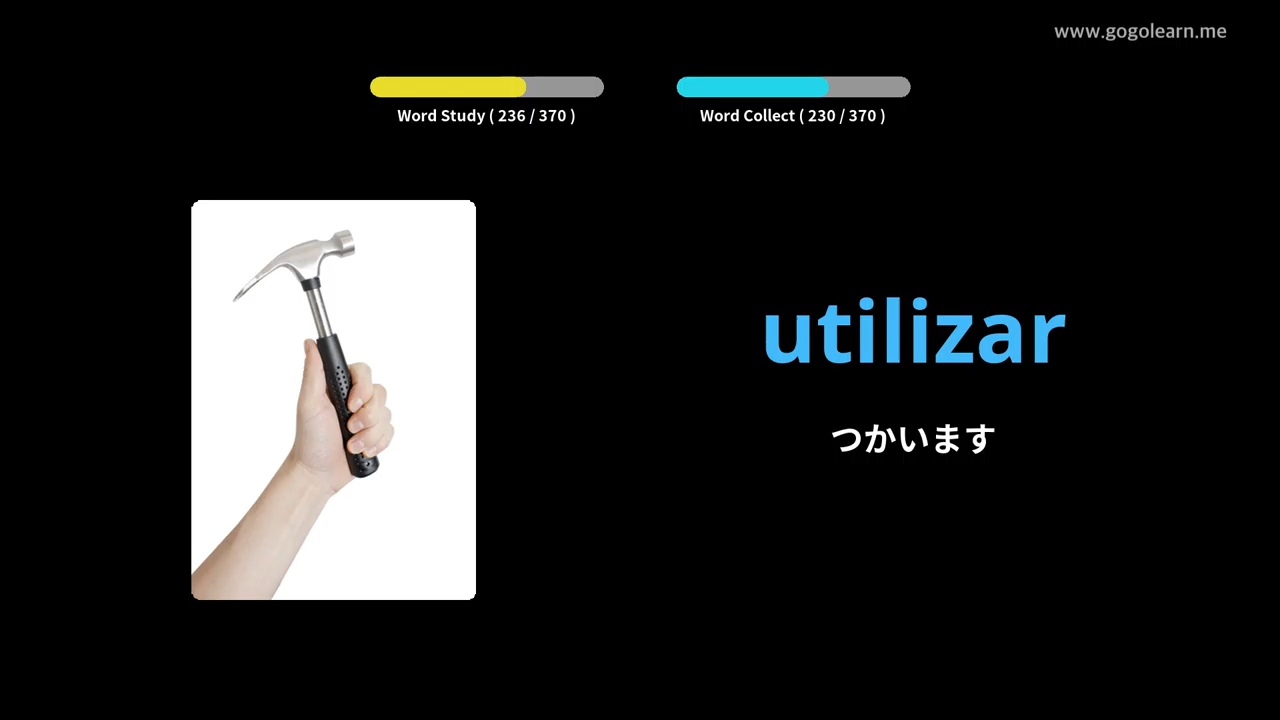 www.gogolearn.me
Word Study ( 236 / 370 )
Word Collect ( 230 / 370 )
utilizar
つかいます